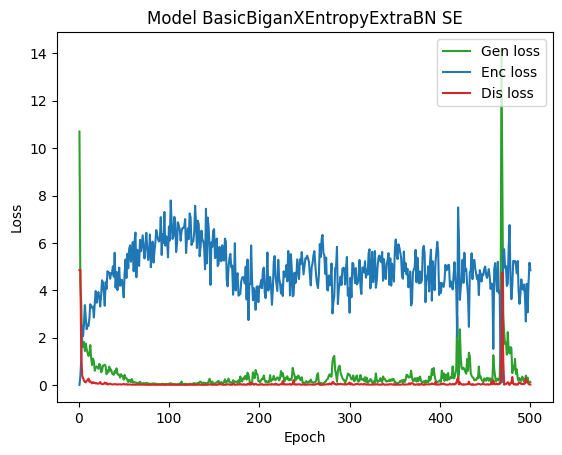 Model BasicBiganXEntropyExtraBN SE
Gen loss
Enc loss
Dis loss
Loss
14
12
10
8
6
4
2
0
0 100 200 300 400 500
Epoch